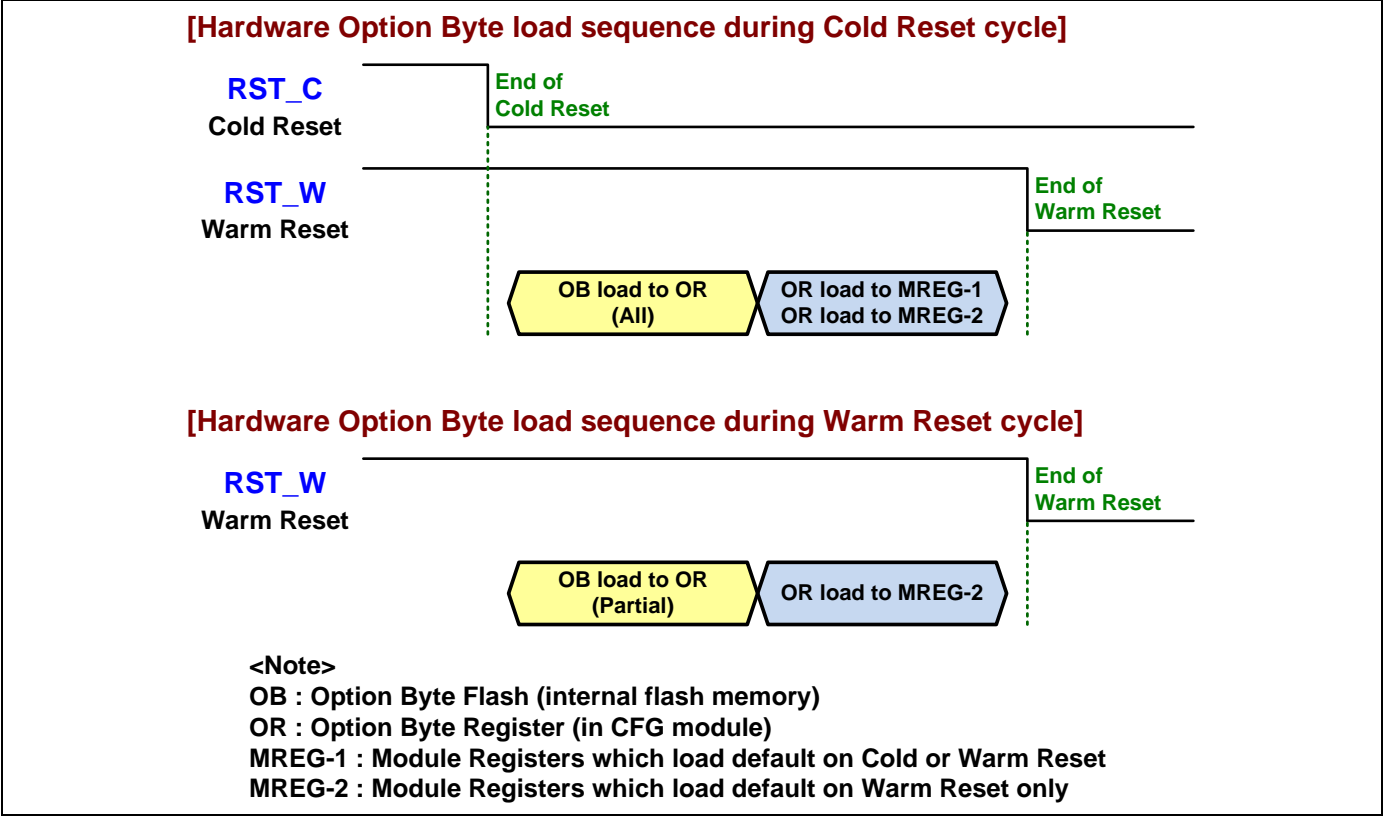 [Hardware Option Byte load sequence during Cold Reset cycle]
RST_C
Cold Reset
End of
Cold Reset
RST_W
Warm Reset
End of
Warm Reset
OB load to OR
(All)
OR load to MREG-1
OR load to MREG-2
[Hardware Option Byte load sequence during Warm Reset cycle]
RST_W
Warm Reset
End of
Warm Reset
OB load to OR
(Partial)
OR load to MREG-2
<Note>
OB : Option Byte Flash (internal flash memory)
OR : Option Byte Register (in CFG module)
MREG-1 : Module Registers which load default on Cold or Warm Reset
MREG-2 : Module Registers which load default on Warm Reset only